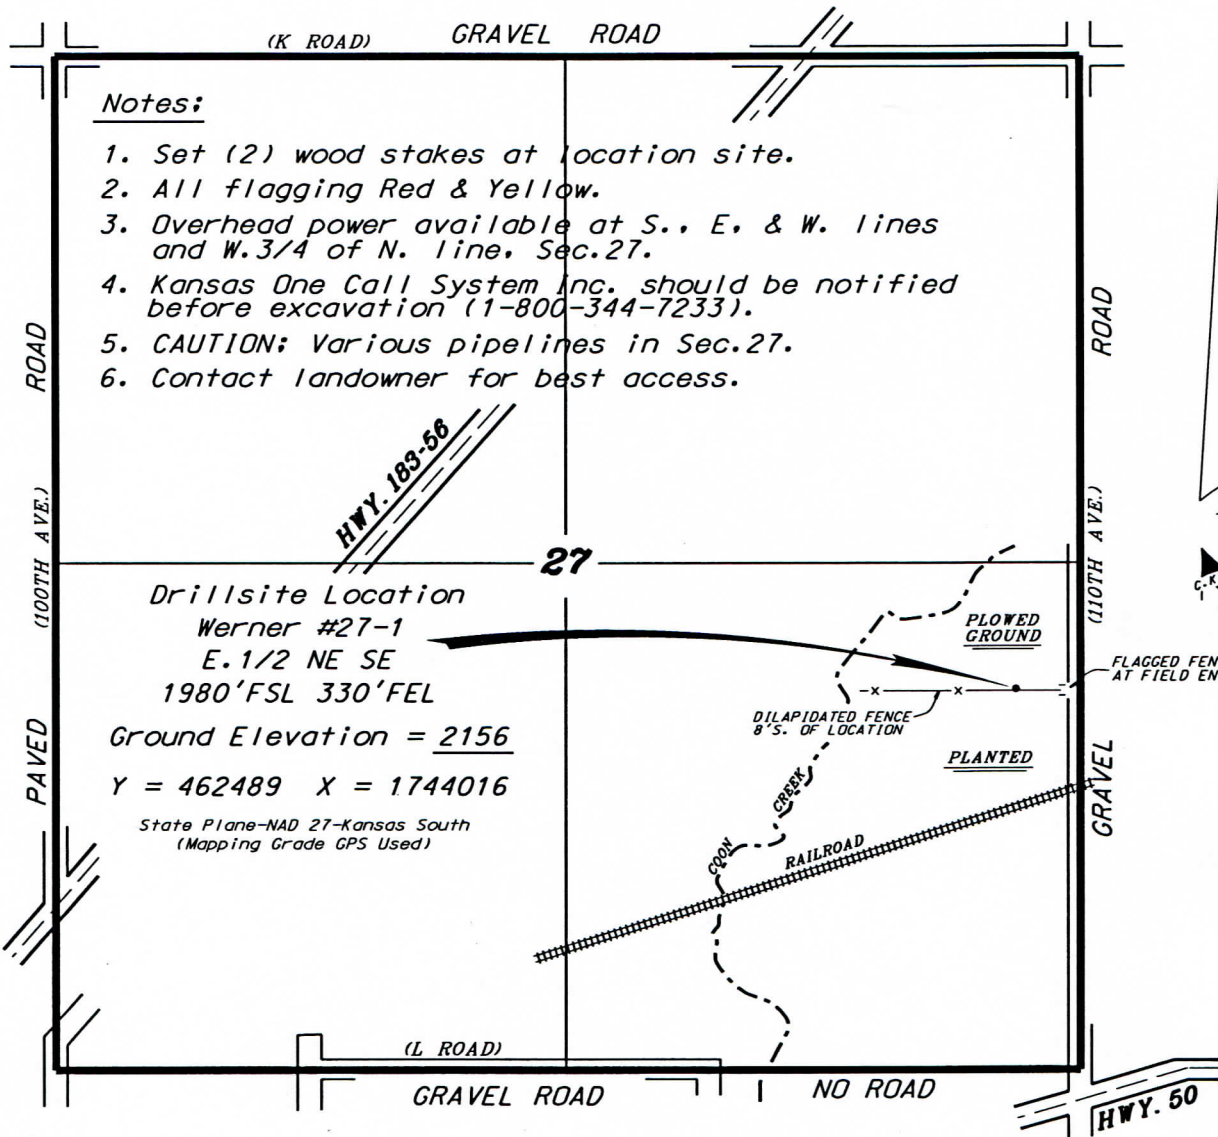 (K ROAD) GRAVEL ROAD
Notes:
1. Set (2) wood stakes at location site.
2. All flagging Red & Yellow.
3. Overhead power available at S., E. & W. lines
and W.3/4 of N. line, Sec.27.
4. Kansas One Call System Inc. should be notified
before excavation (1-800-344-7233).
5. CAUTION: Various pipelines in Sec.27.
6. Contact landowner for best access.
ROAD
(100TH AVE.)
PAVED
ROAD
(110TH AVE.)
GRAVEL
HWY. 183-56
27
Drillsite Location
Werner #27-1
E.1/2 NE SE
1980'FSL 330'FEL
Ground Elevation = 2156
Y = 462489 X = 1744016
State Plane-NAD 27-Kansas South
(Mapping Grade GPS Used)
PLOWED
GROUND
FLAGGED FEN
AT FIELD EN
DILAPIDATED FENCE
8'S. OF LOCATION
PLANTED
COON CREEK
RAILROAD
(L ROAD)
GRAVEL ROAD
NO ROAD
HWY. 50
C-K